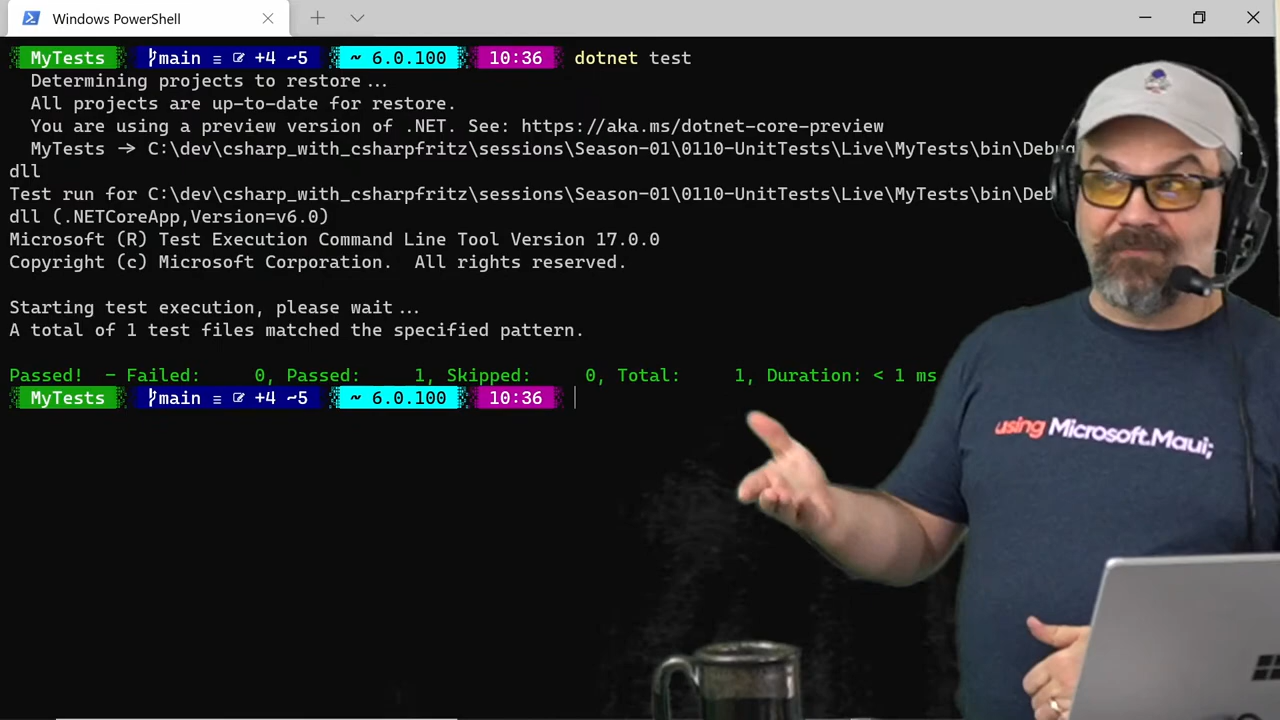 Windows PowerShell
MyTests main ≡ +4 ~5 ~ 6.0.100 10:36 dotnet test
Determining projects to restore...
All projects are up-to-date for restore.
You are using a preview version of .NET. See: https://aka.ms/dotnet-core-preview
MyTests -> C:\dev\csharp_with_csharpfritz\sessions\Season-01\0110-UnitTests\Live\MyTests\bin\Debug
dll
Test run for C:\dev\csharp_with_csharpfritz\sessions\Season-01\0110-UnitTests\Live\MyTests\bin\Deb
dll (.NETCoreApp,Version=v6.0)
Microsoft (R) Test Execution Command Line Tool Version 17.0.0
Copyright (c) Microsoft Corporation.  All rights reserved.
Starting test execution, please wait...
A total of 1 test files matched the specified pattern.
Passed!  - Failed:     0, Passed:     1, Skipped:     0, Total:     1, Duration: < 1 ms
MyTests main ≡ +4 ~5 ~ 6.0.100 10:36
using Microsoft.Maui;